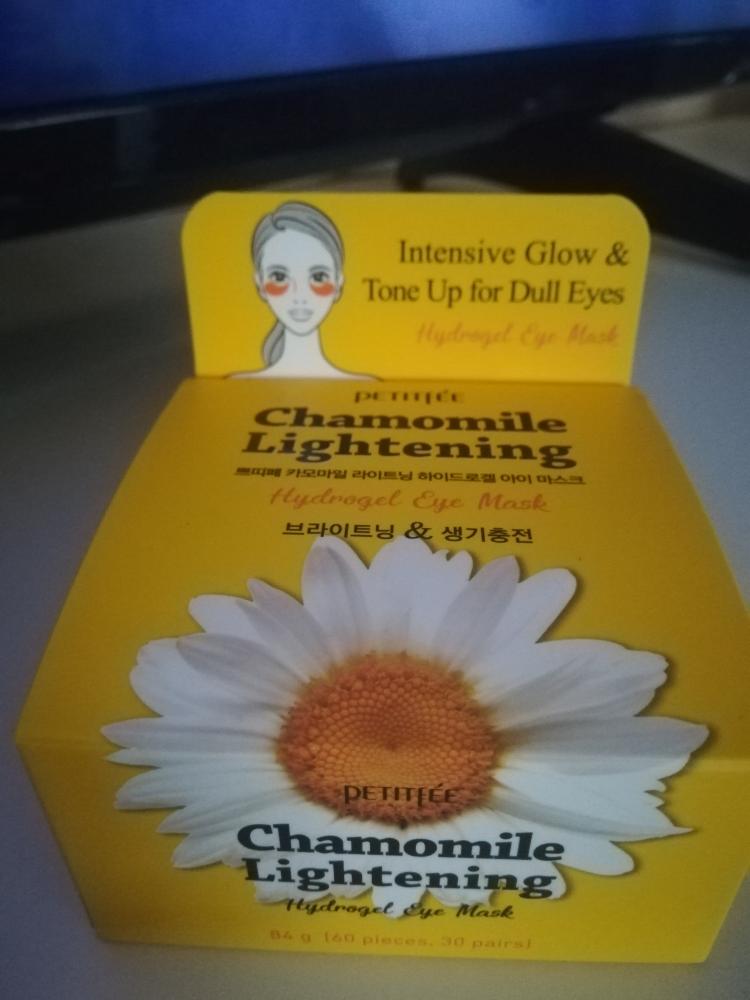 Intensive Glow &
Tone Up for Dull Eyes
Hydrogel Eye Mask
PETITFÉE
Chamomile
Lightening
쁘띠페 카모마일 라이트닝 하이드로겔 아이 마스크
Hydrogel Eye Mask
브라이트닝 & 생기충전
PETITFÉE
Chamomile
Lightening
Hydrogel Eye Mask
84 g (60 pieces, 30 pairs)